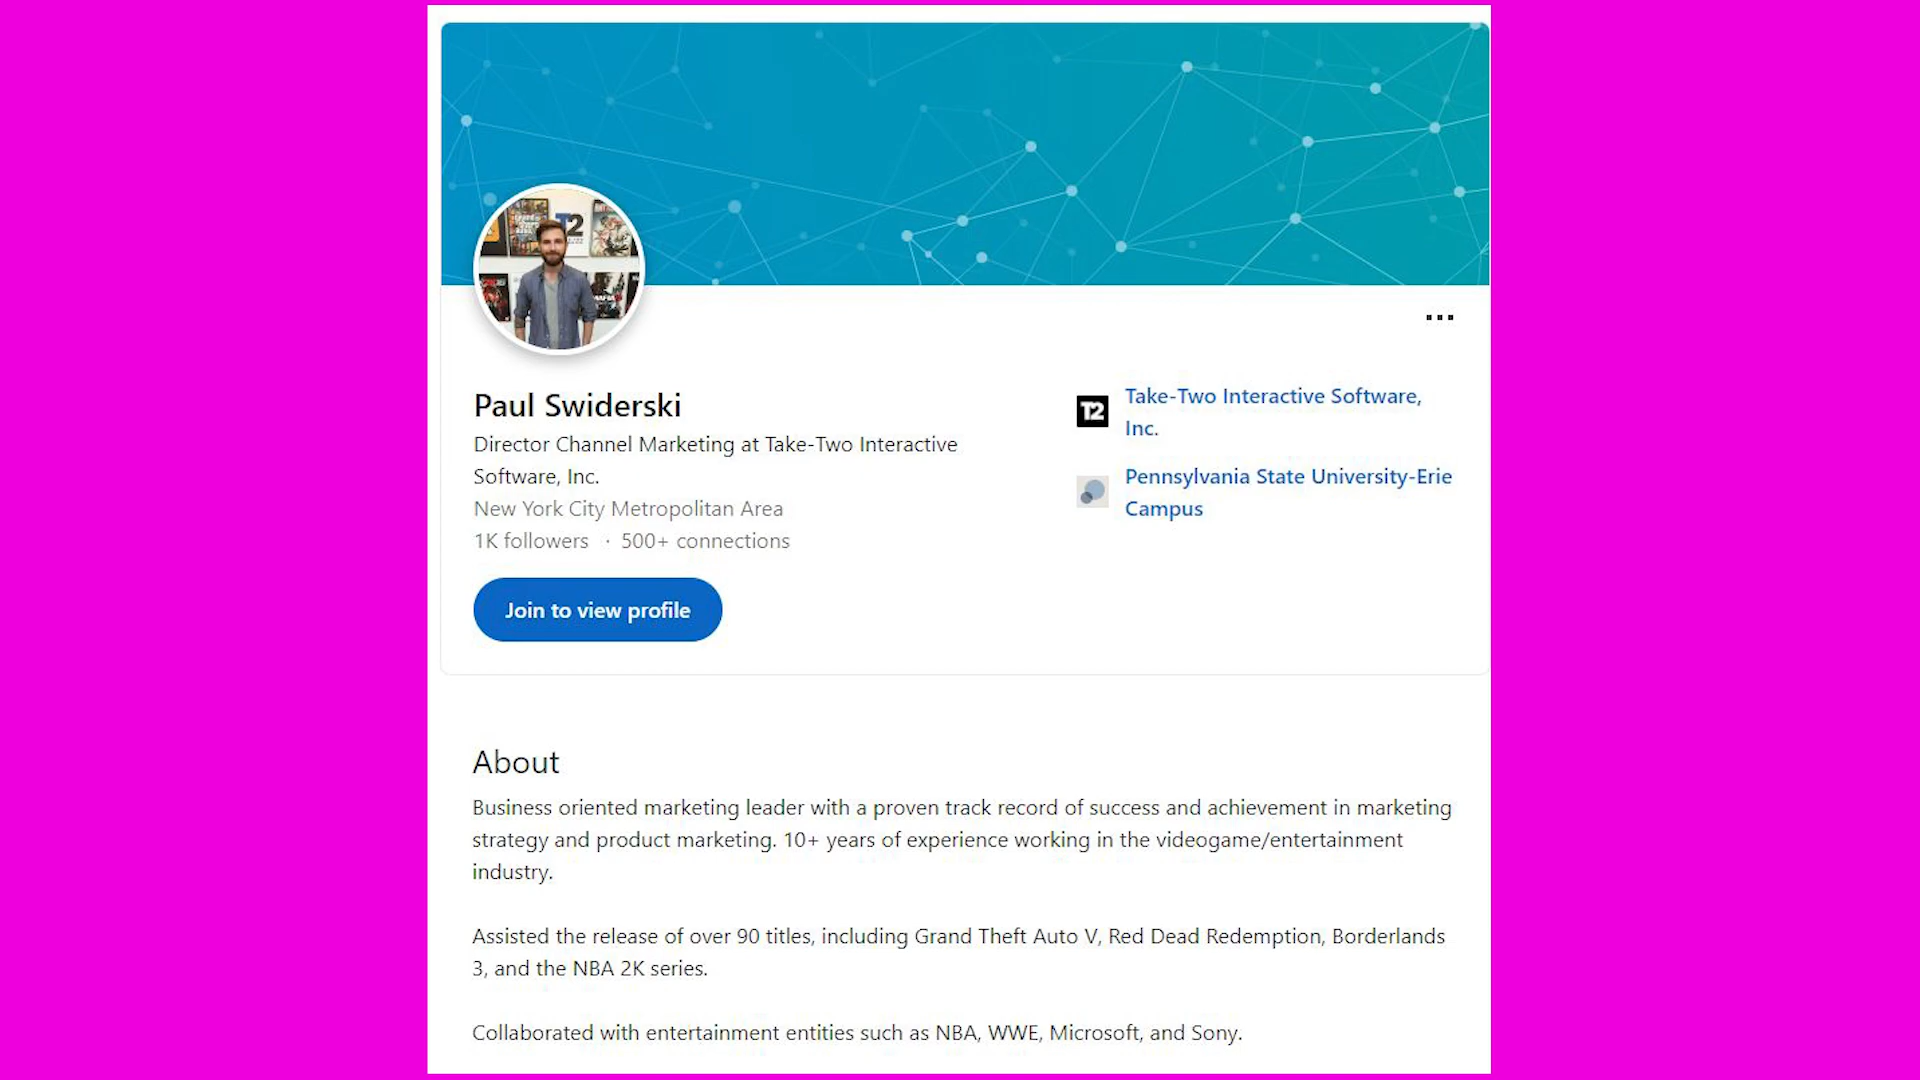 T2
Paul Swiderski
Director Channel Marketing at Take-Two Interactive
Software, Inc.
New York City Metropolitan Area
1K followers · 500+ connections
Join to view profile
T2
Take-Two Interactive Software,
Inc.
Pennsylvania State University-Erie
Campus
About
Business oriented marketing leader with a proven track record of success and achievement in marketing
strategy and product marketing. 10+ years of experience working in the videogame/entertainment
industry.
Assisted the release of over 90 titles, including Grand Theft Auto V, Red Dead Redemption, Borderlands
3, and the NBA 2K series.
Collaborated with entertainment entities such as NBA, WWE, Microsoft, and Sony.